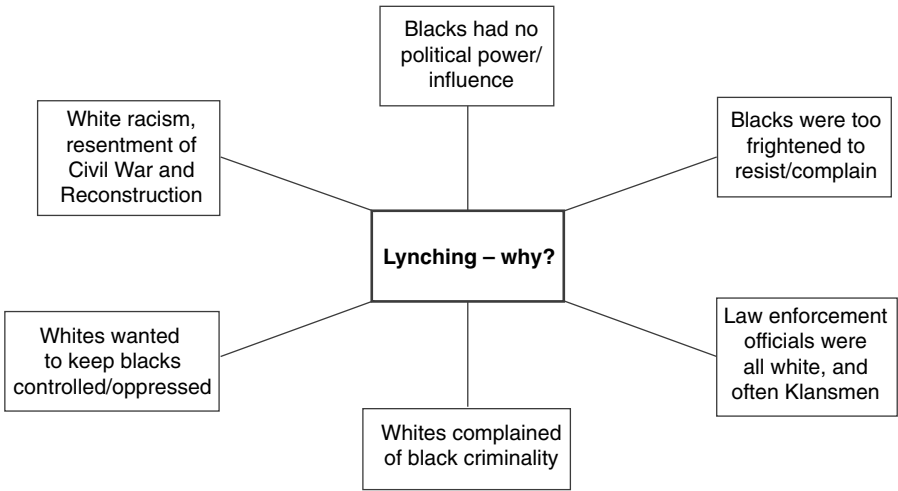 Blacks had no
political power/
influence
White racism,
resentment of
Civil War and
Reconstruction
Blacks were too
frightened to
resist/complain
Lynching – why?
Whites wanted
to keep blacks
controlled/oppressed
Law enforcement
officials were
all white, and
often Klansmen
Whites complained
of black criminality